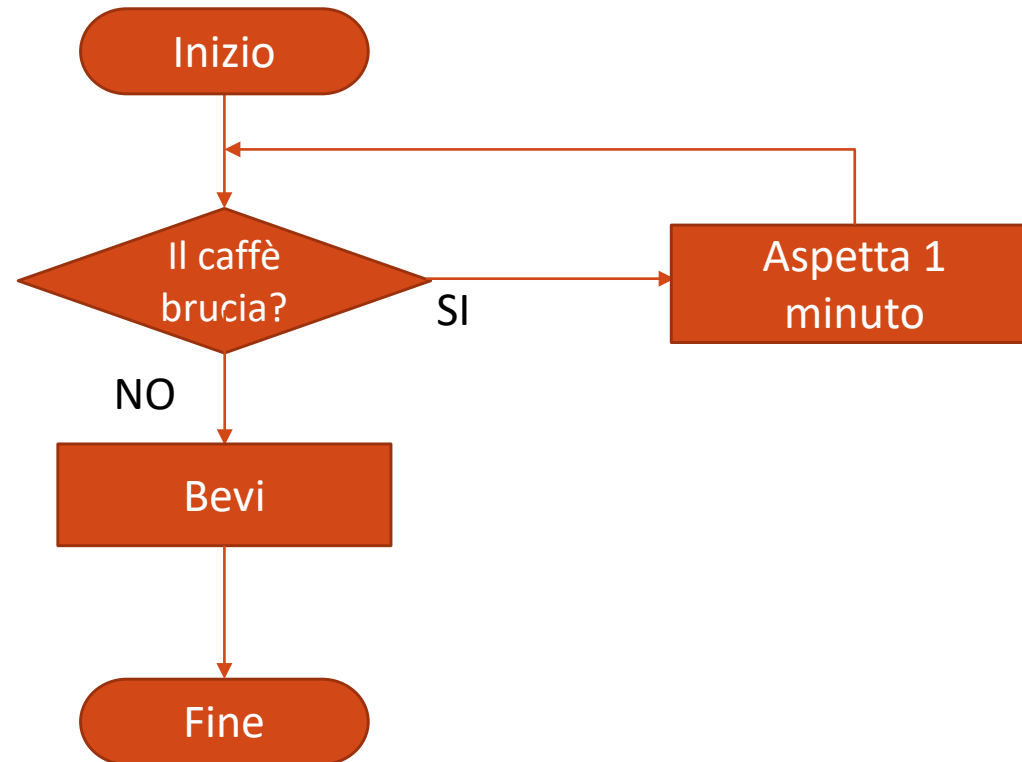 Inizio
Il caffè
brucia?
SI
Aspetta 1
minuto
NO
Bevi
Fine